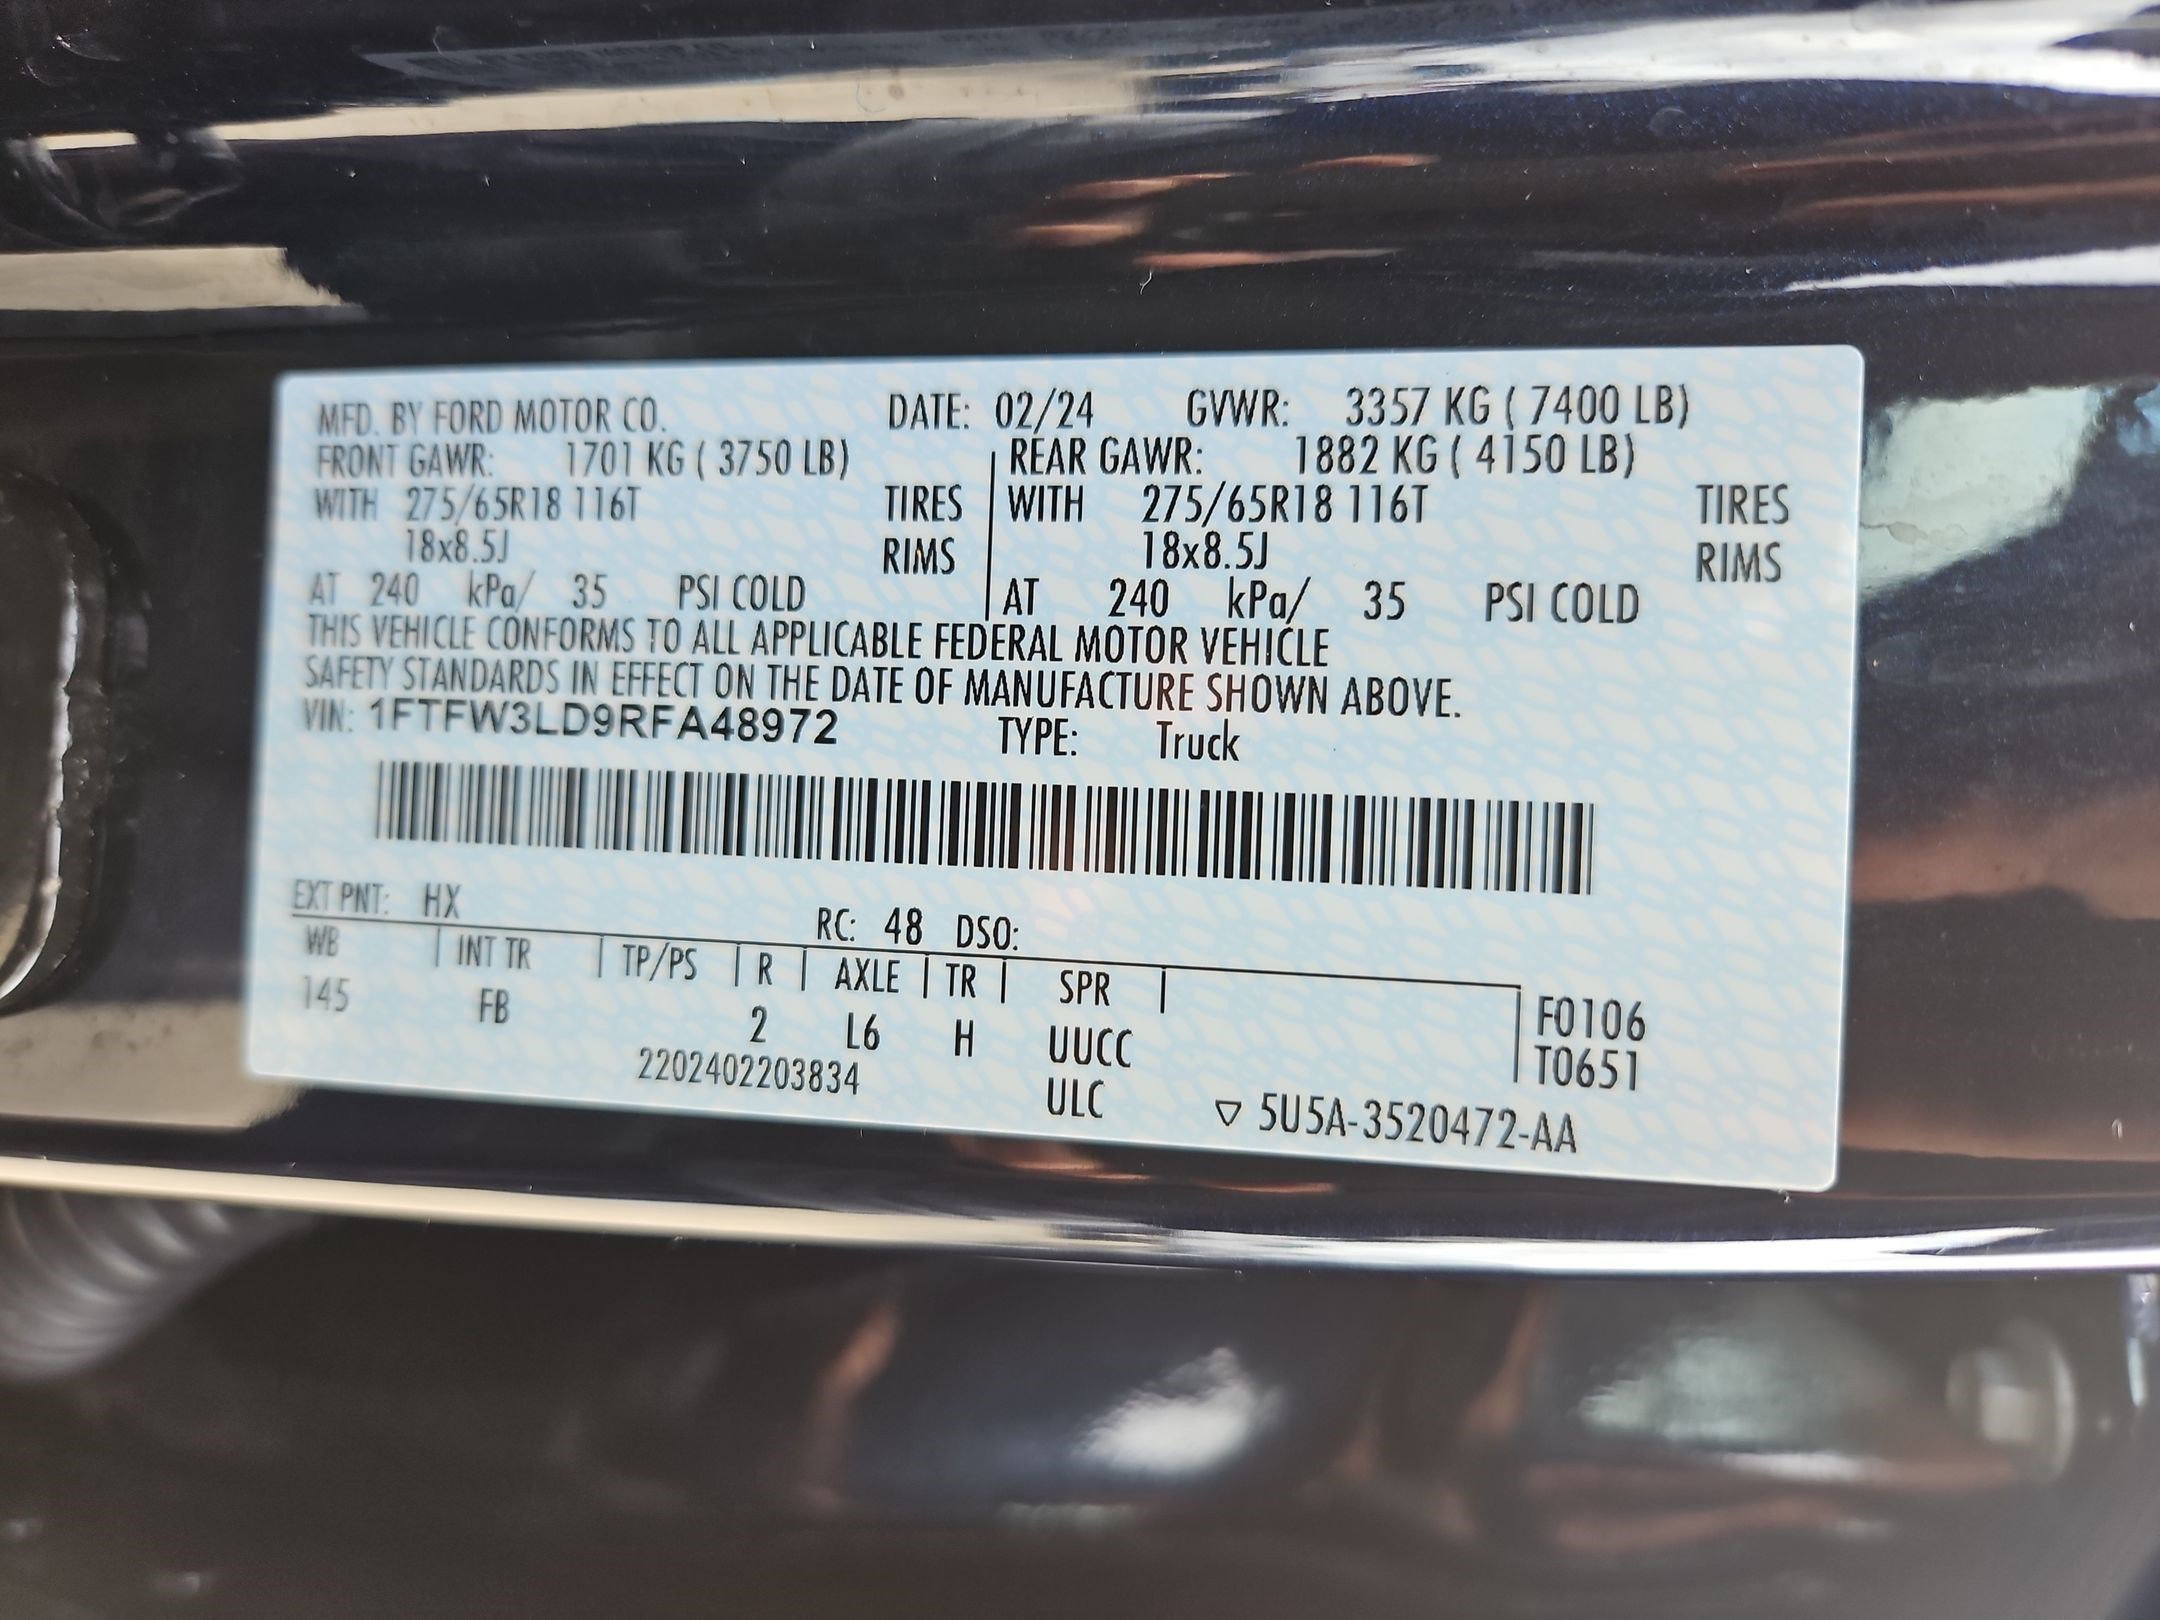 MFD. BY FORD MOTOR CO. DATE: 02/24 GVWR: 3357 KG ( 7400 LB)
FRONT GAWR: 1701 KG ( 3750 LB) REAR GAWR: 1882 KG ( 4150 LB)
WITH 275/65R18 116T TIRES WITH 275/65R18 116T TIRES
18x8.5J RIMS 18x8.5J RIMS
AT 240 kPa/ 35 PSI COLD AT 240 kPa/ 35 PSI COLD
THIS VEHICLE CONFORMS TO ALL APPLICABLE FEDERAL MOTOR VEHICLE
SAFETY STANDARDS IN EFFECT ON THE DATE OF MANUFACTURE SHOWN ABOVE.
VIN: 1FTFW3LD9RFA48972 TYPE: Truck
EXT PNT: HX RC: 48 DSO:
WB INT TR TP/PS R AXLE TR SPR
145 FB 2 L6 H UUCC F0106
2202402203834 ULC T0651
▽ 5U5A-3520472-AA